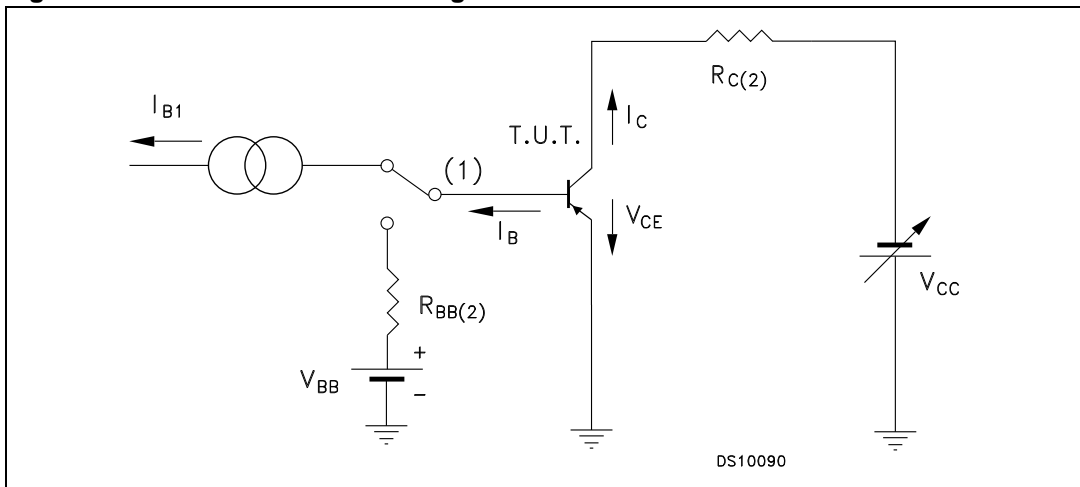 I_B1
T.U.T.
I_C
R_C(2)
(1)
I_B
V_CE
V_CC
R_BB(2)
V_BB
+
−
DS10090